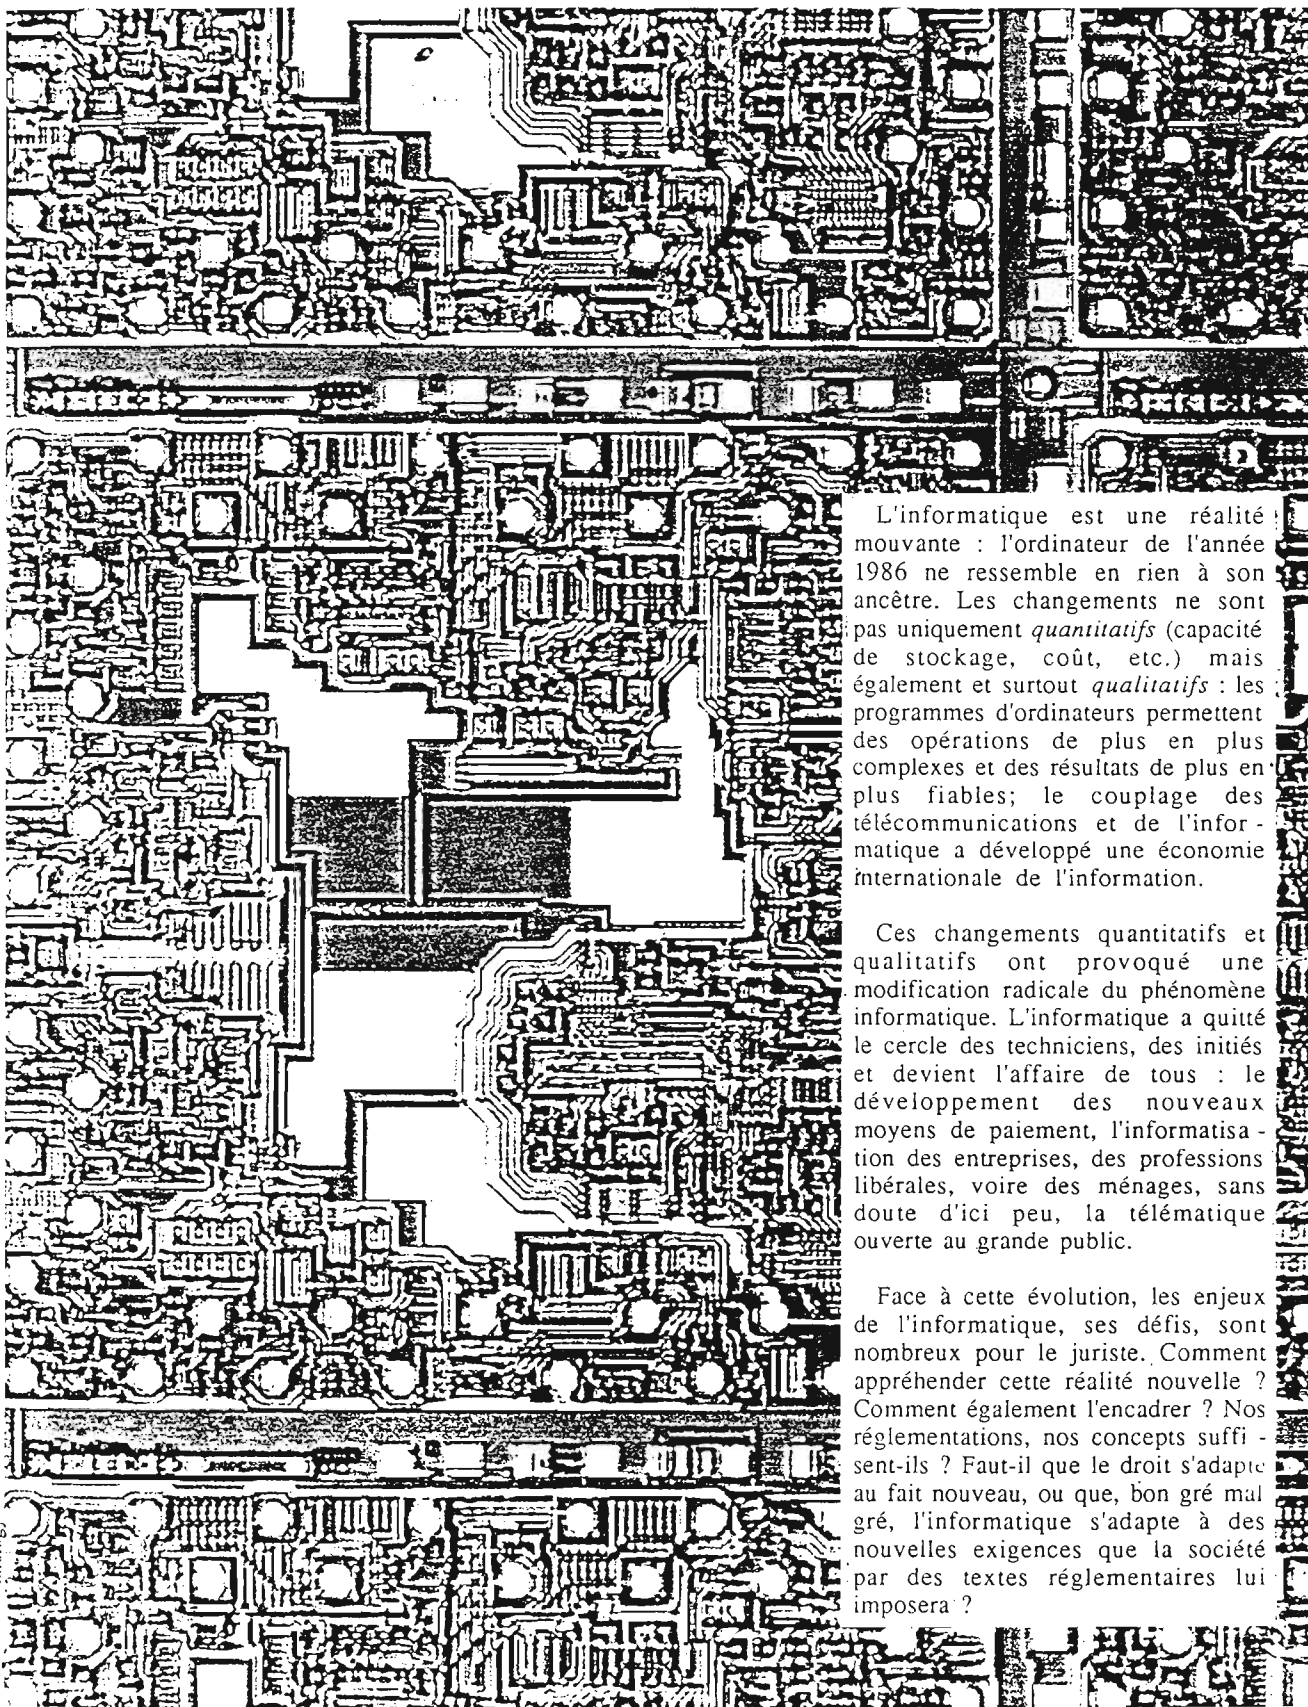 L'informatique est une réalité
mouvante : l'ordinateur de l'année
1986 ne ressemble en rien à son
ancêtre. Les changements ne sont
pas uniquement quantitatifs (capacité
de stockage, coût, etc.) mais
également et surtout qualitatifs : les
programmes d'ordinateurs permettent
des opérations de plus en plus
complexes et des résultats de plus en
plus fiables; le couplage des
télécommunications et de l'infor -
matique a développé une économie
internationale de l'information.
Ces changements quantitatifs et
qualitatifs ont provoqué une
modification radicale du phénomène
informatique. L'informatique a quitté
le cercle des techniciens, des initiés
et devient l'affaire de tous : le
développement des nouveaux
moyens de paiement, l'informatisa -
tion des entreprises, des professions
libérales, voire des ménages, sans
doute d'ici peu, la télématique
ouverte au grande public.
Face à cette évolution, les enjeux
de l'informatique, ses défis, sont
nombreux pour le juriste. Comment
appréhender cette réalité nouvelle ?
Comment également l'encadrer ? Nos
réglementations, nos concepts suffi -
sent-ils ? Faut-il que le droit s'adapte
au fait nouveau, ou que, bon gré mal
gré, l'informatique s'adapte à des
nouvelles exigences que la société
par des textes réglementaires lui
imposera ?